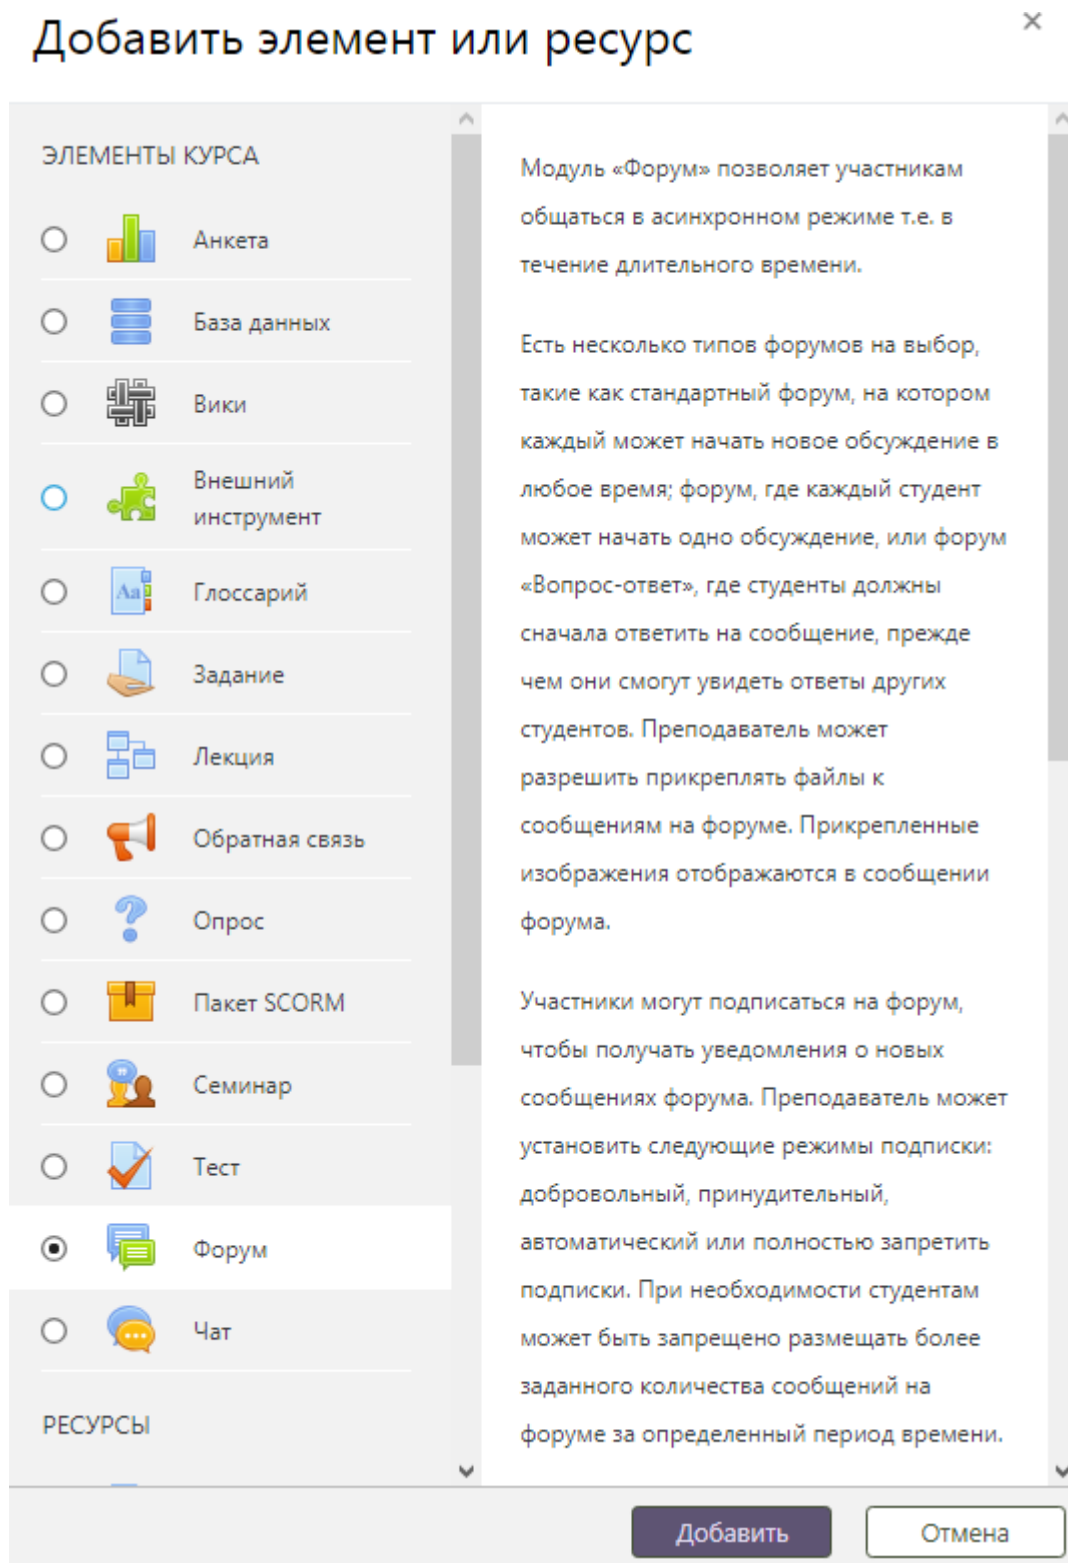 Добавить элемент или ресурс
×
ЭЛЕМЕНТЫ КУРСА
Анкета
База данных
Вики
Внешний
инструмент
Глоссарий
Aa
Задание
Лекция
Обратная связь
Опрос
Пакет SCORM
Семинар
Тест
Форум
Чат
РЕСУРСЫ
Модуль «Форум» позволяет участникам
общаться в асинхронном режиме т.е. в
течение длительного времени.
Есть несколько типов форумов на выбор,
такие как стандартный форум, на котором
каждый может начать новое обсуждение в
любое время; форум, где каждый студент
может начать одно обсуждение, или форум
«Вопрос-ответ», где студенты должны
сначала ответить на сообщение, прежде
чем они смогут увидеть ответы других
студентов. Преподаватель может
разрешить прикреплять файлы к
сообщениям на форуме. Прикрепленные
изображения отображаются в сообщении
форума.
Участники могут подписаться на форум,
чтобы получать уведомления о новых
сообщениях форума. Преподаватель может
установить следующие режимы подписки:
добровольный, принудительный,
автоматический или полностью запретить
подписки. При необходимости студентам
может быть запрещено размещать более
заданного количества сообщений на
форуме за определенный период времени.
Добавить
Отмена